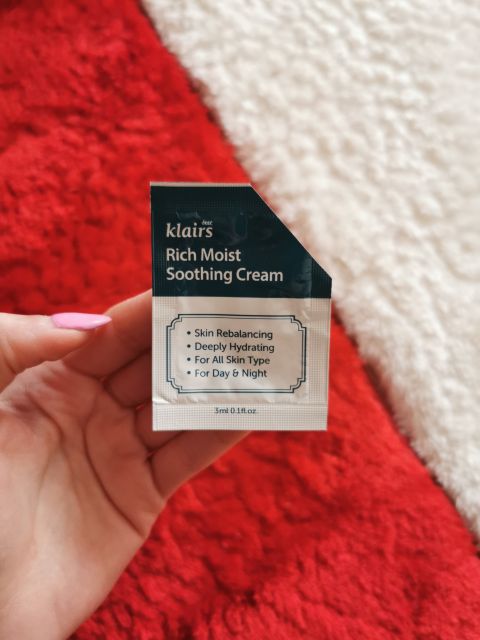 dear
klairs
Rich Moist
Soothing Cream
• Skin Rebalancing
• Deeply Hydrating
• For All Skin Type
• For Day & Night
3ml 0.1fl.oz.